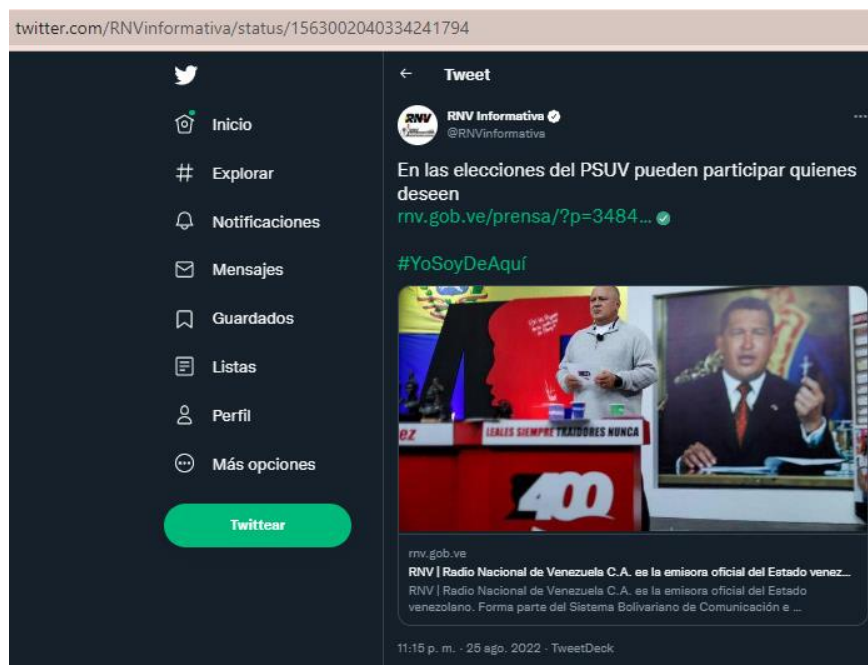 twitter.com/RNVinformativa/status/1563002040334241794
Inicio
Explorar
Notificaciones
Mensajes
Guardados
Listas
Perfil
Más opciones
Twittear
Tweet
RNV
RNV Informativa
@RNVinformativa
En las elecciones del PSUV pueden participar quienes
deseen
rnv.gob.ve/prensa/?p=3484...
#YoSoyDeAquí
ez
LEALES SIEMPRE TRAIDORES NUNCA
400
rnv.gob.ve
RNV | Radio Nacional de Venezuela C.A. es la emisora oficial del Estado venez...
RNV | Radio Nacional de Venezuela C.A. es la emisora oficial del Estado
venezolano. Forma parte del Sistema Bolivariano de Comunicación e ...
11:15 p. m. · 25 ago. 2022 · TweetDeck